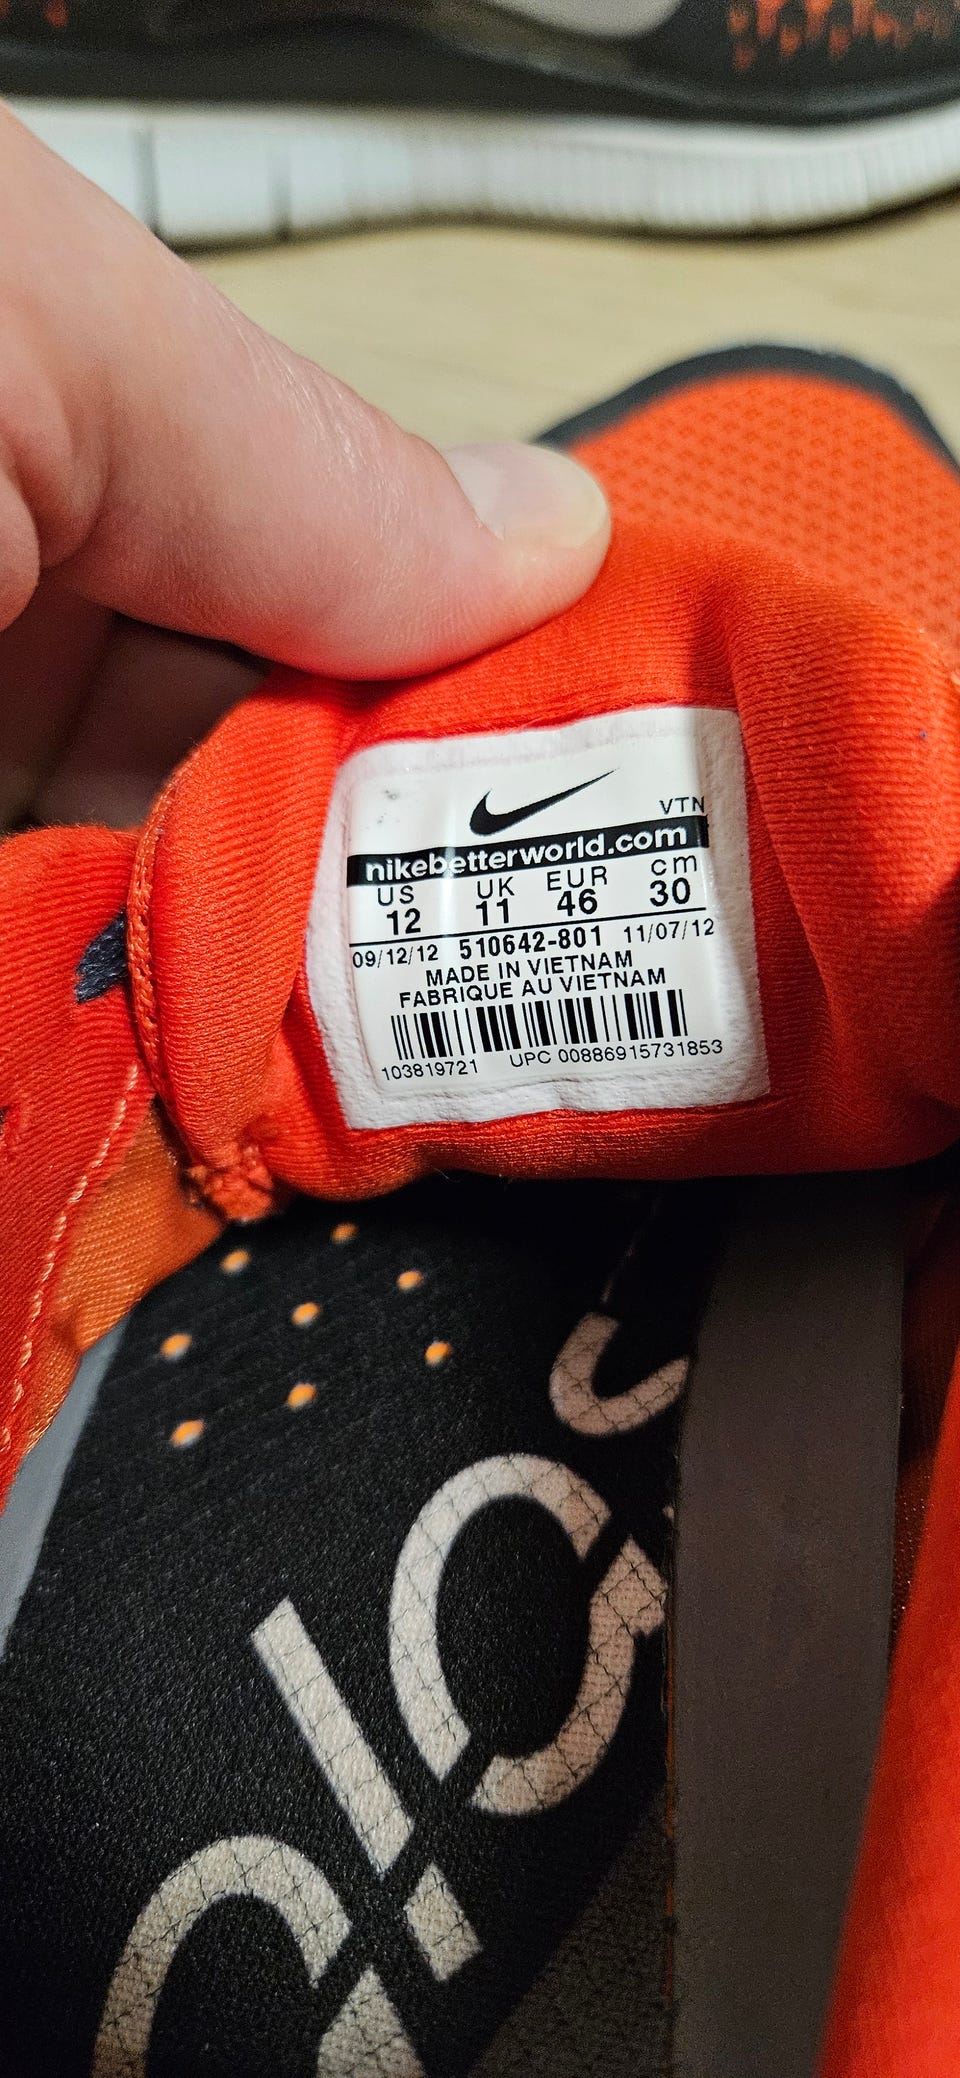 VTN
nikebetterworld.com
US UK EUR cm
12 11 46 30
09/12/12 510642-801 11/07/12
MADE IN VIETNAM
FABRIQUE AU VIETNAM
103819721 UPC 00886915731853